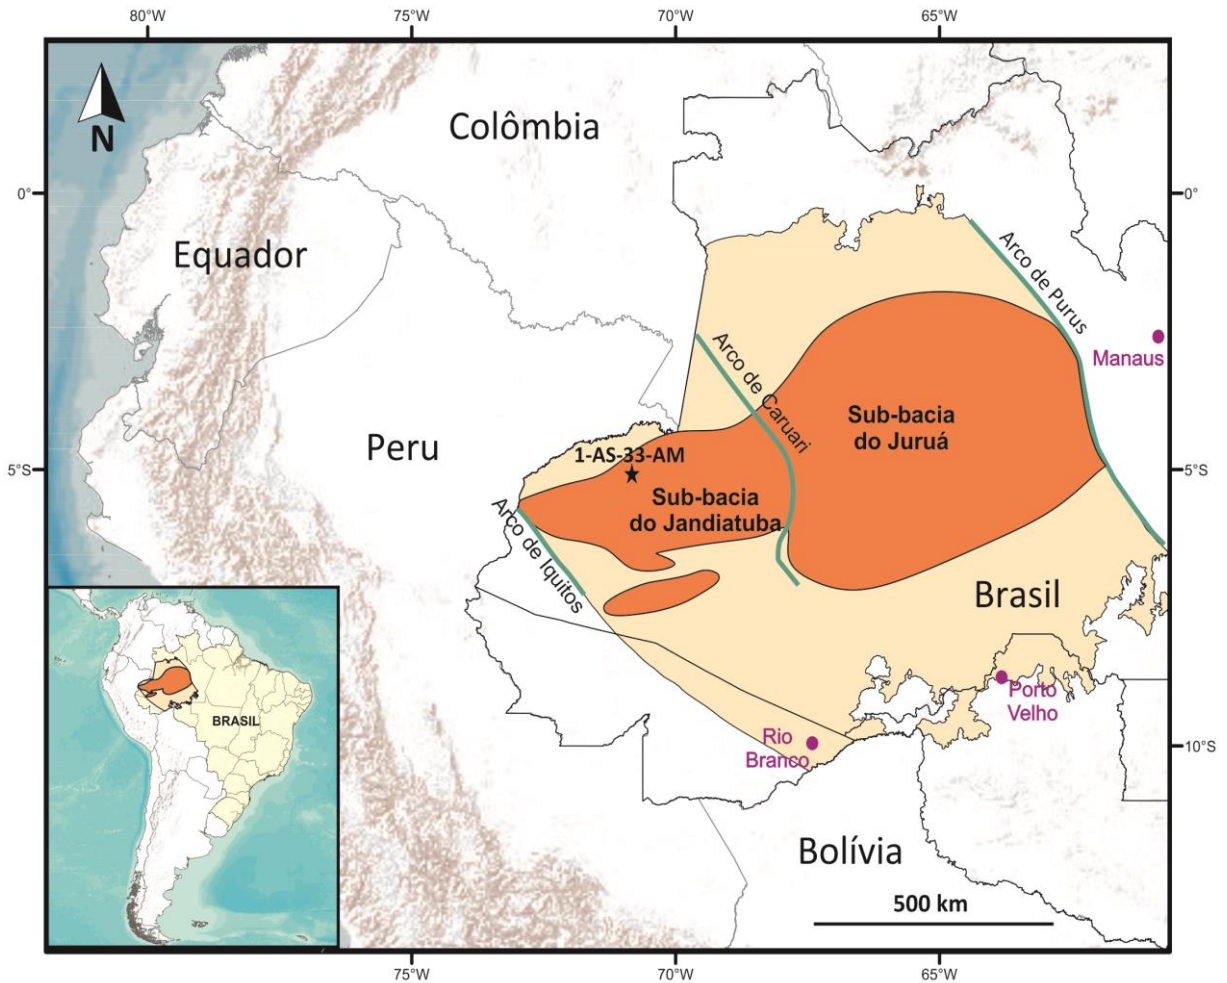 80°W
75°W
70°W
65°W
N
Colômbia
0°
0°
Equador
Arco de Purus
Manaus
Arco de Caruari
Sub-bacia
do Juruá
Peru
1-AS-33-AM
5°S
5°S
Sub-bacia
do Jandiatuba
Arco de Iquitos
Brasil
Porto
Velho
BRASIL
Rio
Branco
10°S
Bolívia
500 km
75°W
70°W
65°W